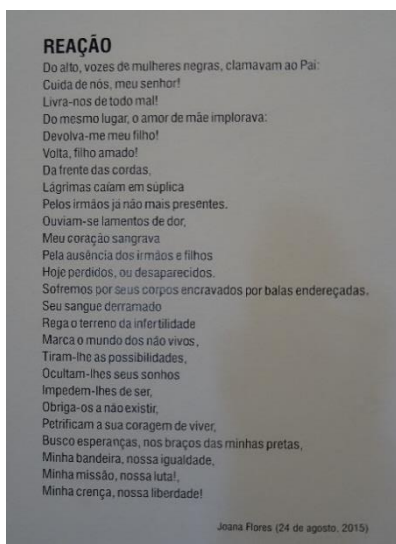 REAÇÃO
Do alto, vozes de mulheres negras, clamavam ao Pai:
Cuida de nós, meu senhor!
Livra-nos de todo mal!
Do mesmo lugar, o amor de mãe implorava:
Devolva-me meu filho!
Volta, filho amado!
Da frente das cordas,
Lágrimas caíam em súplica
Pelos irmãos já não mais presentes.
Ouviam-se lamentos de dor,
Meu coração sangrava
Pela ausência dos irmãos e filhos
Hoje perdidos, ou desaparecidos.
Sofremos por seus corpos encravados por balas endereçadas.
Seu sangue derramado
Rega o terreno da infertilidade
Marca o mundo dos não vivos,
Tiram-lhe as possibilidades,
Ocultam-lhes seus sonhos
Impedem-lhes de ser,
Obriga-os a não existir,
Petrificam a sua coragem de viver,
Busco esperanças, nos braços das minhas pretas,
Minha bandeira, nossa igualdade,
Minha missão, nossa luta!,
Minha crença, nossa liberdade!
Joana Flores (24 de agosto, 2015)